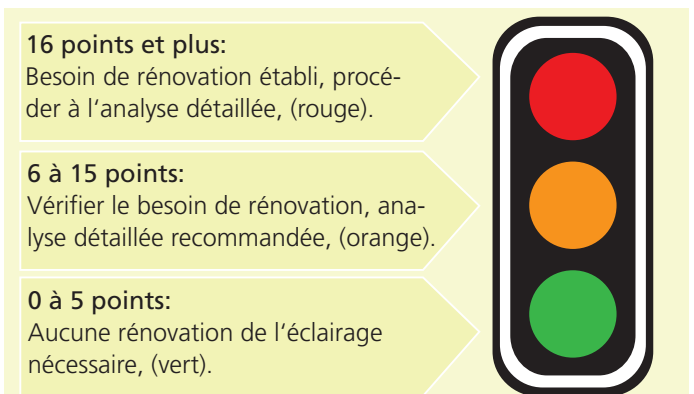 16 points et plus:
Besoin de rénovation établi, procé-
der à l‘analyse détaillée, (rouge).
6 à 15 points:
Vérifier le besoin de rénovation, ana-
lyse détaillée recommandée, (orange).
0 à 5 points:
Aucune rénovation de l‘éclairage
nécessaire, (vert).